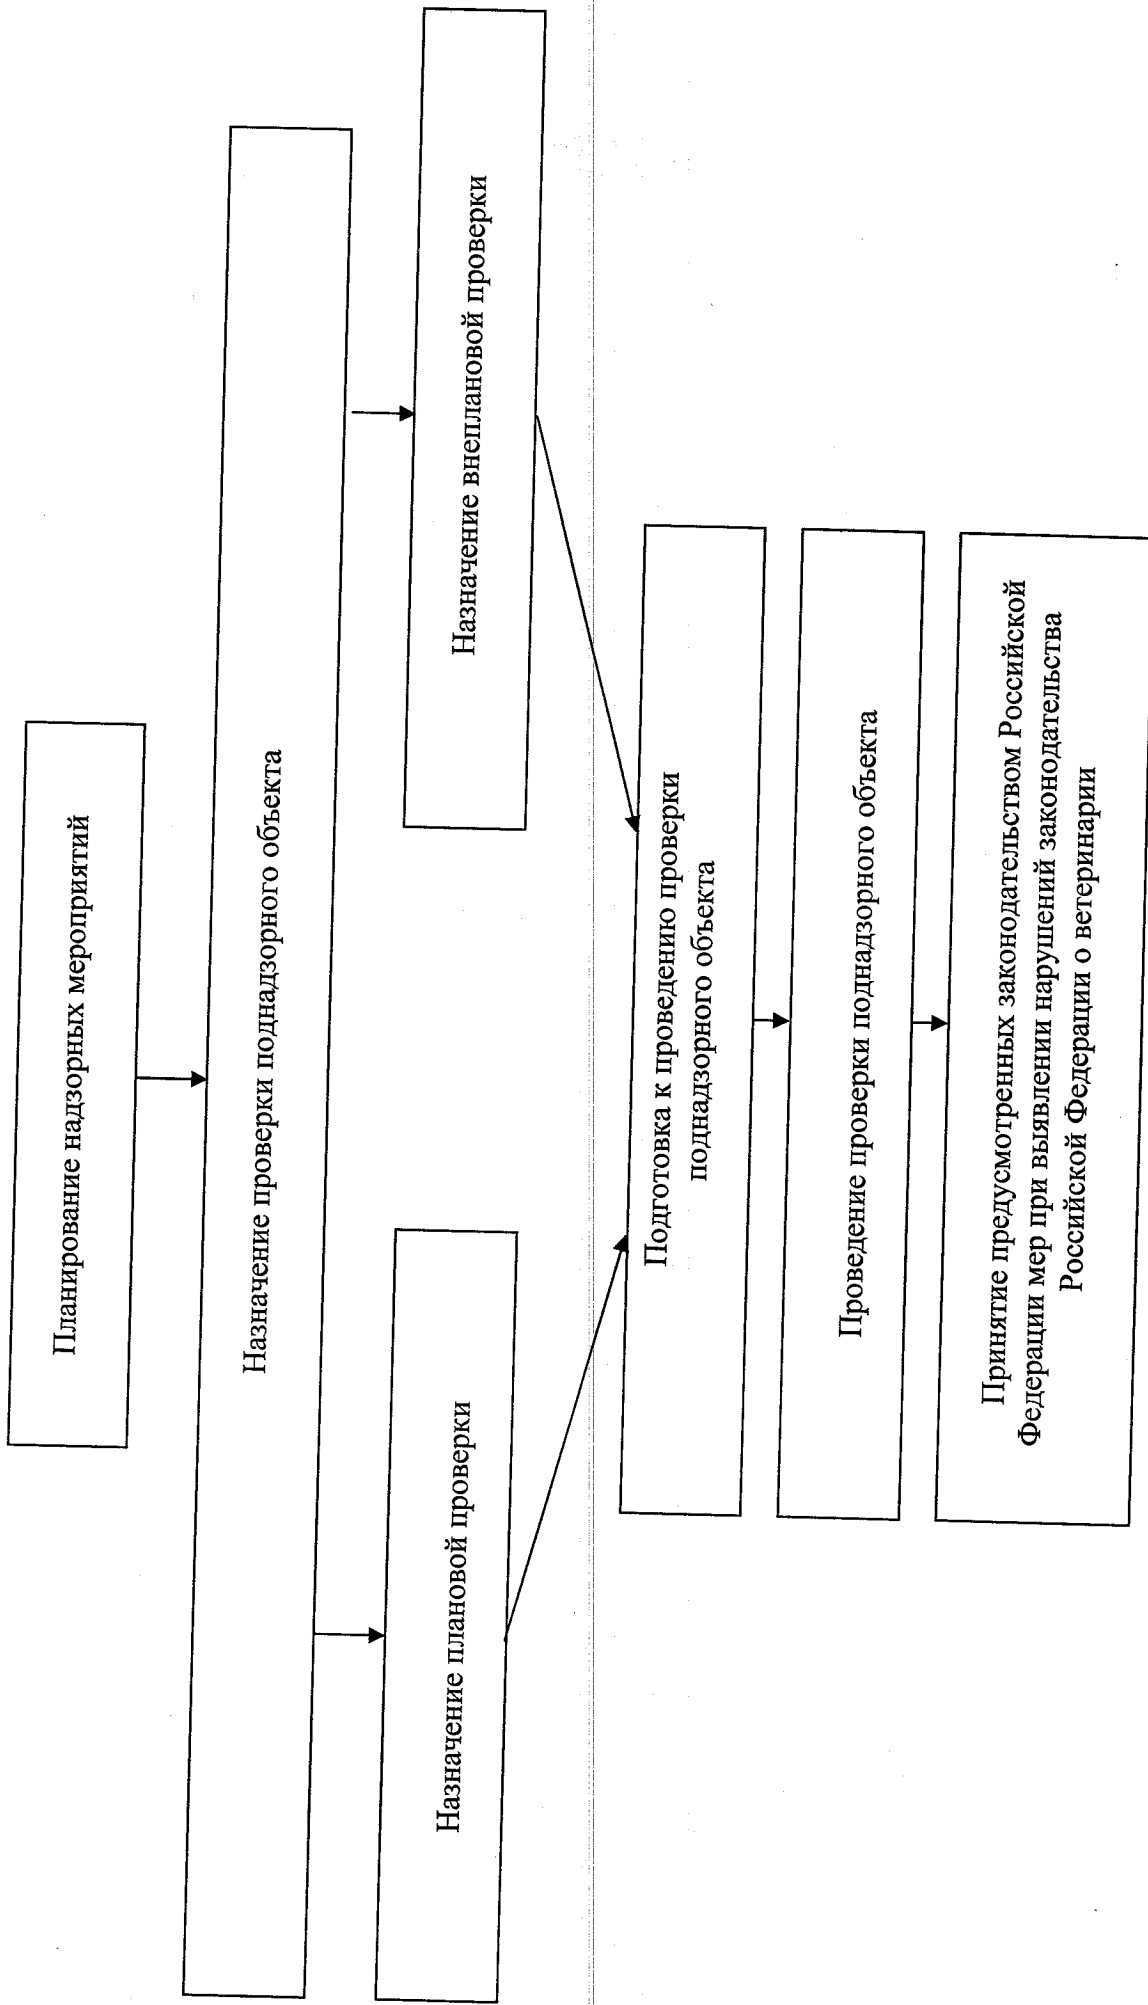 Планирование надзорных мероприятий
Назначение проверки поднадзорного объекта
Назначение плановой проверки
Назначение внеплановой проверки
Подготовка к проведению проверки
поднадзорного объекта
Проведение проверки поднадзорного объекта
Принятие предусмотренных законодательством Российской
Федерации мер при выявлении нарушений законодательства
Российской Федерации о ветеринарии